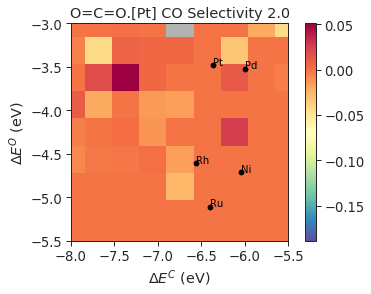 O=C=O.[Pt] CO Selectivity 2.0
−3.0
−3.5
−4.0
−4.5
−5.0
−5.5
ΔE^O (eV)
Pt
Pd
Rh
Ni
Ru
−8.0 −7.5 −7.0 −6.5 −6.0 −5.5
ΔE^C (eV)
0.05
0.00
−0.05
−0.10
−0.15